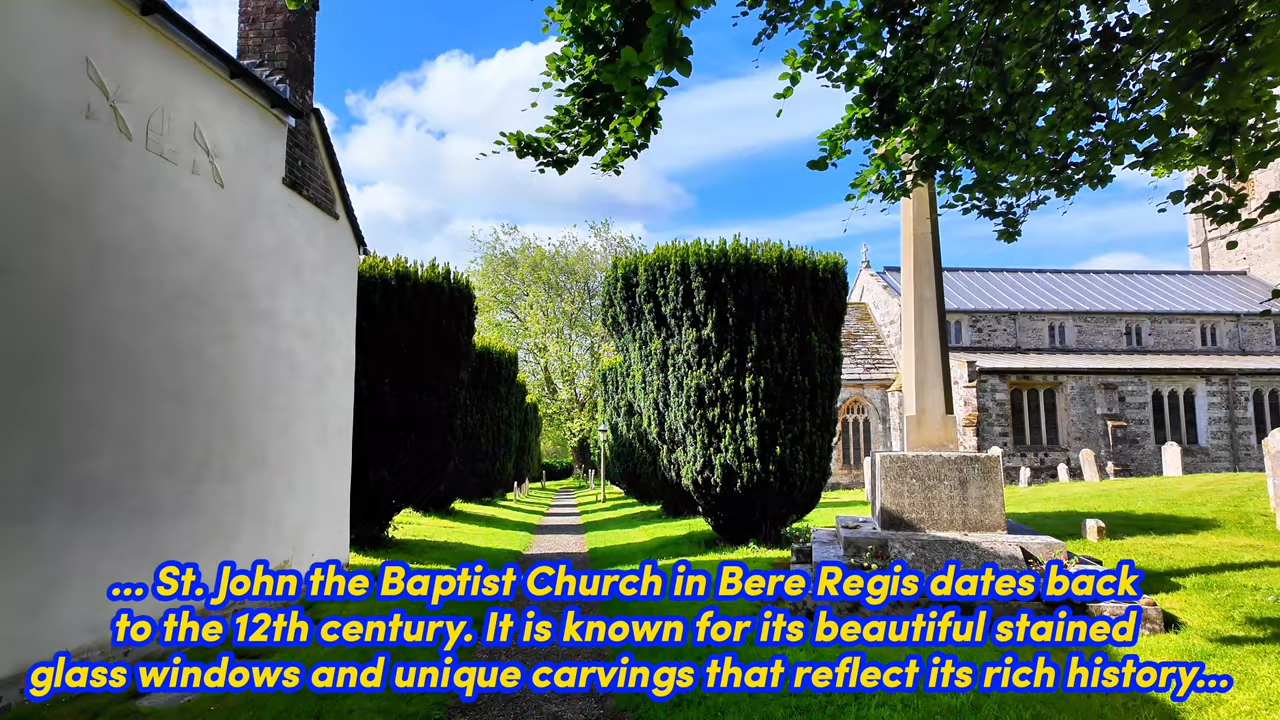 ... St. John the Baptist Church in Bere Regis dates back
to the 12th century. It is known for its beautiful stained
glass windows and unique carvings that reflect its rich history...